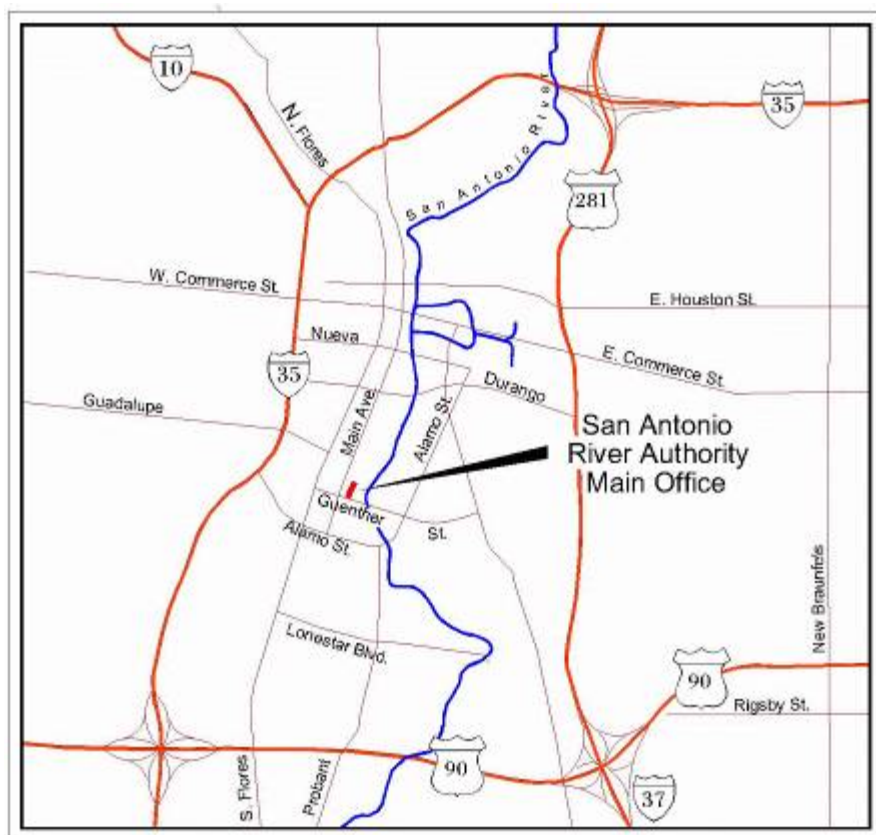 10
N. Flores
35
San Antonio River
281
W. Commerce St.
E. Houston St.
Nueva
E. Commerce St.
35
Durango
Guadalupe
Main Ave.
Alamo St.
San Antonio
River Authority
Main Office
Guenther
St.
Alamo St.
New Braunfels
Lonestar Blvd.
90
Rigsby St.
S. Flores
Probant
90
37